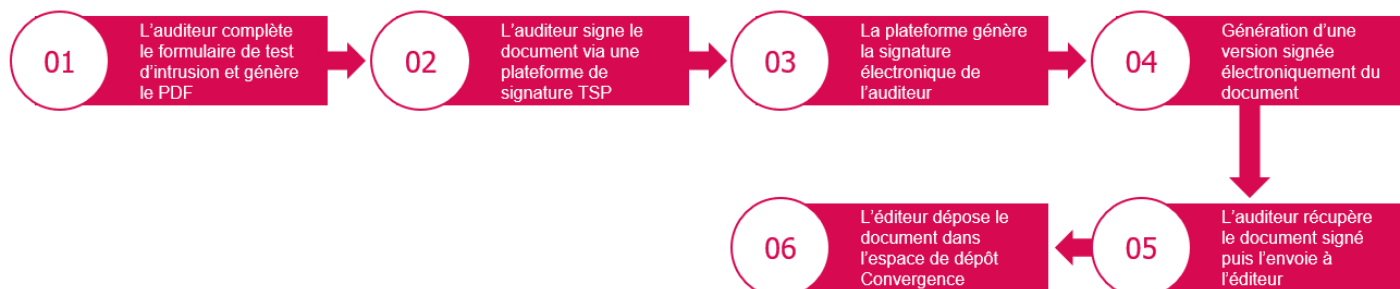 01
L'auditeur complète
le formulaire de test
d'intrusion et génère
le PDF
02
L'auditeur signe le
document via une
plateforme de
signature TSP
03
La plateforme génère
la signature
électronique de
l'auditeur
04
Génération d'une
version signée
électroniquement du
document
05
L'auditeur récupère
le document signé
puis l'envoie à
l'éditeur
06
L'éditeur dépose le
document dans
l'espace de dépôt
Convergence